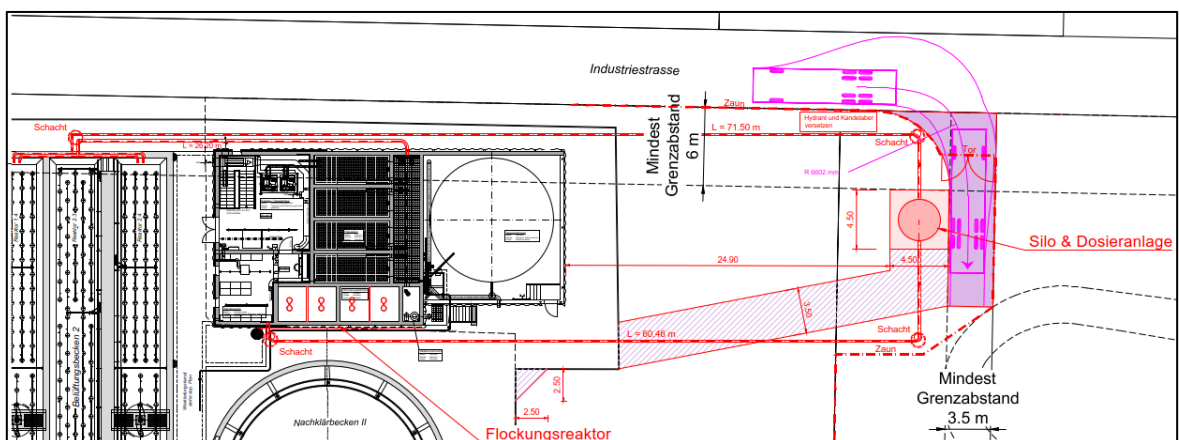 Industriestrasse
Zaun
Hydrant und Kandelaber
versetzen
Schacht
L = 71.50 m
L = 26.20 m
Mindest
Grenzabstand
6 m
Schacht
Tor
R 6602 mm
4.50
Silo & Dosieranlage
24.90
4.50
3.50
L = 60.46 m
Schacht
Schacht
Zaun
Belüftungsbecken 2
2.50
2.50
Mindest
Grenzabstand
3.5 m
Nachklärbecken II
Flockungsreaktor